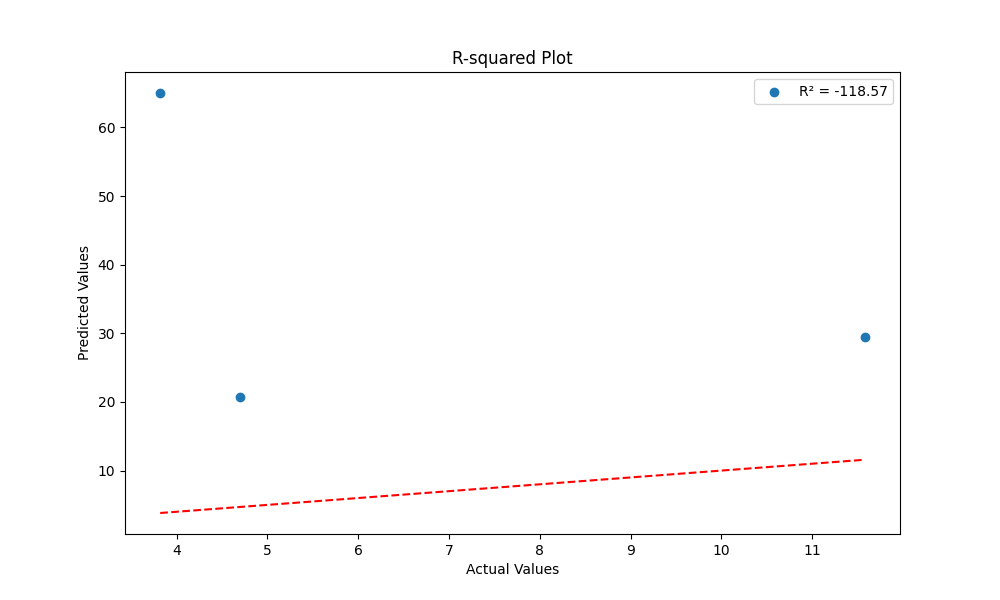 R-squared Plot
R² = -118.57
60
50
40
30
20
10
Predicted Values
4 5 6 7 8 9 10 11
Actual Values